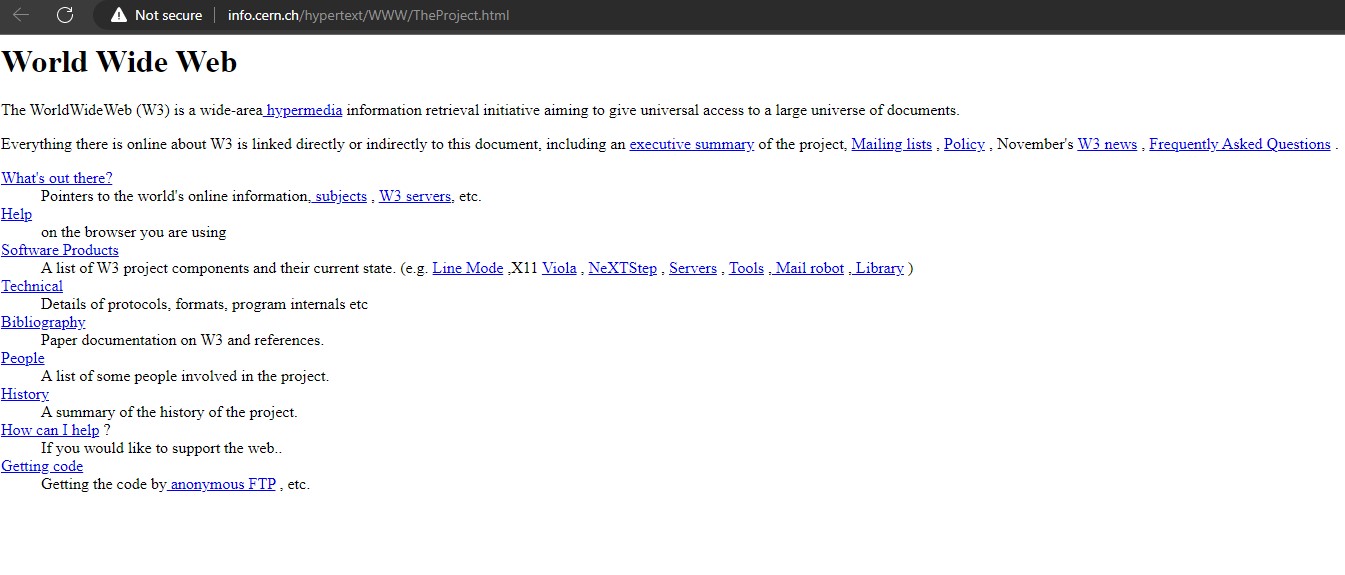 Not secure | info.cern.ch/hypertext/WWW/TheProject.html
World Wide Web
The WorldWideWeb (W3) is a wide-area hypermedia information retrieval initiative aiming to give universal access to a large universe of documents.
Everything there is online about W3 is linked directly or indirectly to this document, including an executive summary of the project, Mailing lists , Policy , November's W3 news , Frequently Asked Questions .
What's out there?
Pointers to the world's online information, subjects , W3 servers, etc.
Help
on the browser you are using
Software Products
A list of W3 project components and their current state. (e.g. Line Mode ,X11 Viola , NeXTStep , Servers , Tools , Mail robot , Library )
Technical
Details of protocols, formats, program internals etc
Bibliography
Paper documentation on W3 and references.
People
A list of some people involved in the project.
History
A summary of the history of the project.
How can I help ?
If you would like to support the web..
Getting code
Getting the code by anonymous FTP , etc.